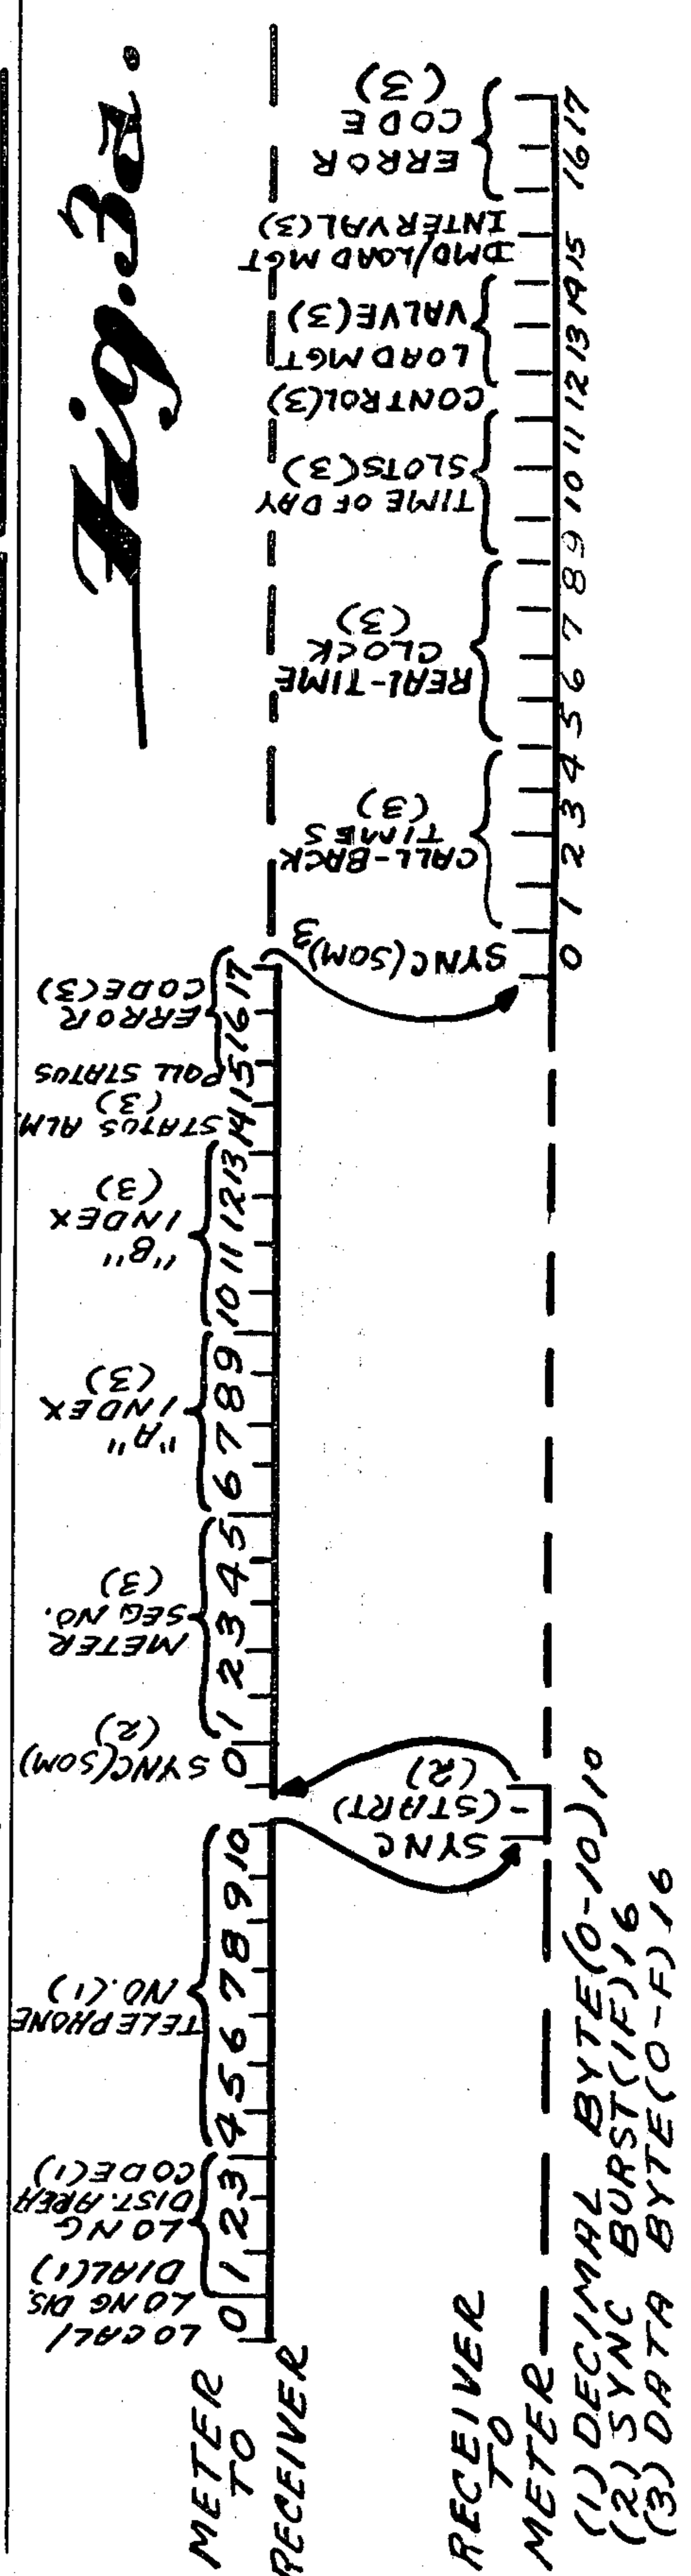 Fig. 3a.
METER
TO
RECEIVER
LOCAL/
LONG DIS.
DIAL(1)
LONG
DIST. AREA
CODE(1)
TELEPHONE
NO.(1)
0 1 2 3 4 5 6 7 8 9 10
SYNC(SOM)
(2)
METER
SEQ NO.
(3)
"A"
INDEX
(3)
"B"
INDEX
(3)
STATUS ALM.
(3)
POLL STATUS
ERROR
CODE(3)
0 1 2 3 4 5 6 7 8 9 10 11 12 13 14 15 16 17
RECEIVER
TO
METER
SYNC
(START)
(2)
-
SYNC(SOM)3
CALL-BACK
TIMES
(3)
REAL-TIME
CLOCK
(3)
TIME OF DAY
SLOTS(3)
CONTROL(3)
LOAD MGT
VALVE(3)
DMD/LOAD MGT
INTERVAL(3)
ERROR
CODE
(3)
0 1 2 3 4 5 6 7 8 9 10 11 12 13 14 15 16 17
(1) DECIMAL BYTE(0-10)10
(2) SYNC BURST(1F)16
(3) DATA BYTE(0-F)16